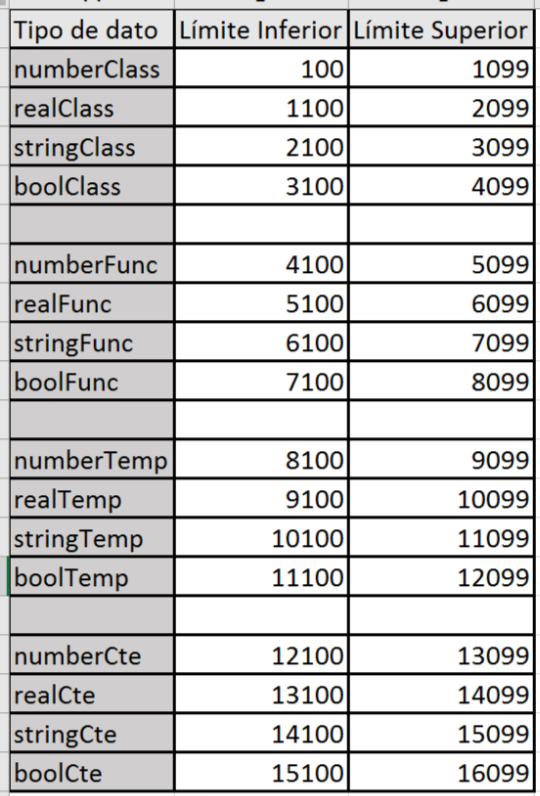 Tipo de dato Límite Inferior Límite Superior
numberClass 100 1099
realClass 1100 2099
stringClass 2100 3099
boolClass 3100 4099
numberFunc 4100 5099
realFunc 5100 6099
stringFunc 6100 7099
boolFunc 7100 8099
numberTemp 8100 9099
realTemp 9100 10099
stringTemp 10100 11099
boolTemp 11100 12099
numberCte 12100 13099
realCte 13100 14099
stringCte 14100 15099
boolCte 15100 16099